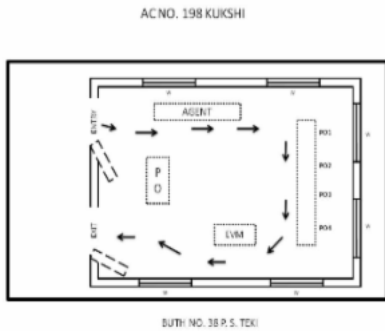 AC NO. 198 KUKSHI
AGENT
ENTRY
PO1
PO2
P
O
PO3
EXIT
EVM
PO4
BUTH NO. 38 P. S. TEKI